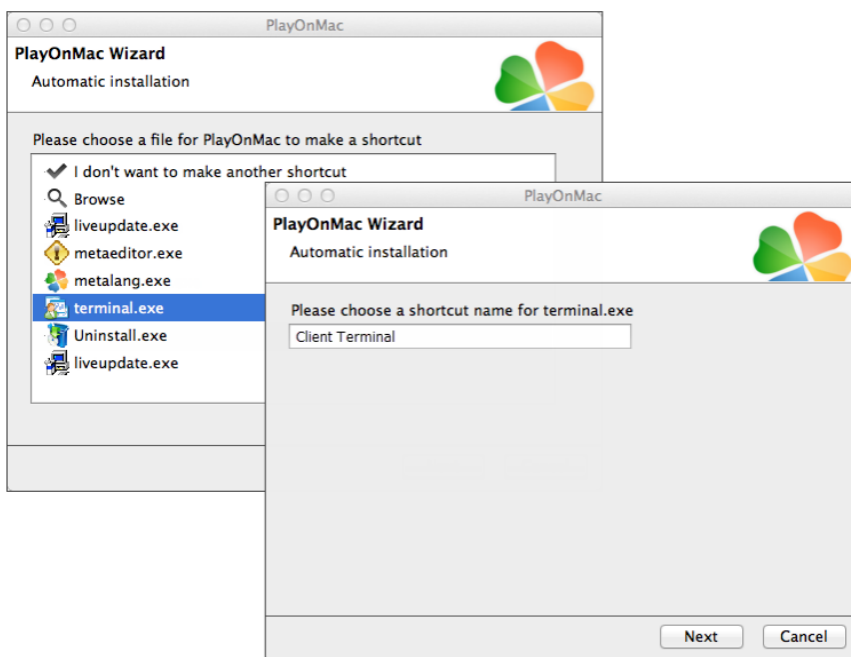 PlayOnMac
PlayOnMac Wizard
Automatic installation
Please choose a file for PlayOnMac to make a shortcut
I don't want to make another shortcut
Browse
liveupdate.exe
metaeditor.exe
metalang.exe
terminal.exe
Uninstall.exe
liveupdate.exe
PlayOnMac
PlayOnMac Wizard
Automatic installation
Please choose a shortcut name for terminal.exe
Client Terminal
Next Cancel